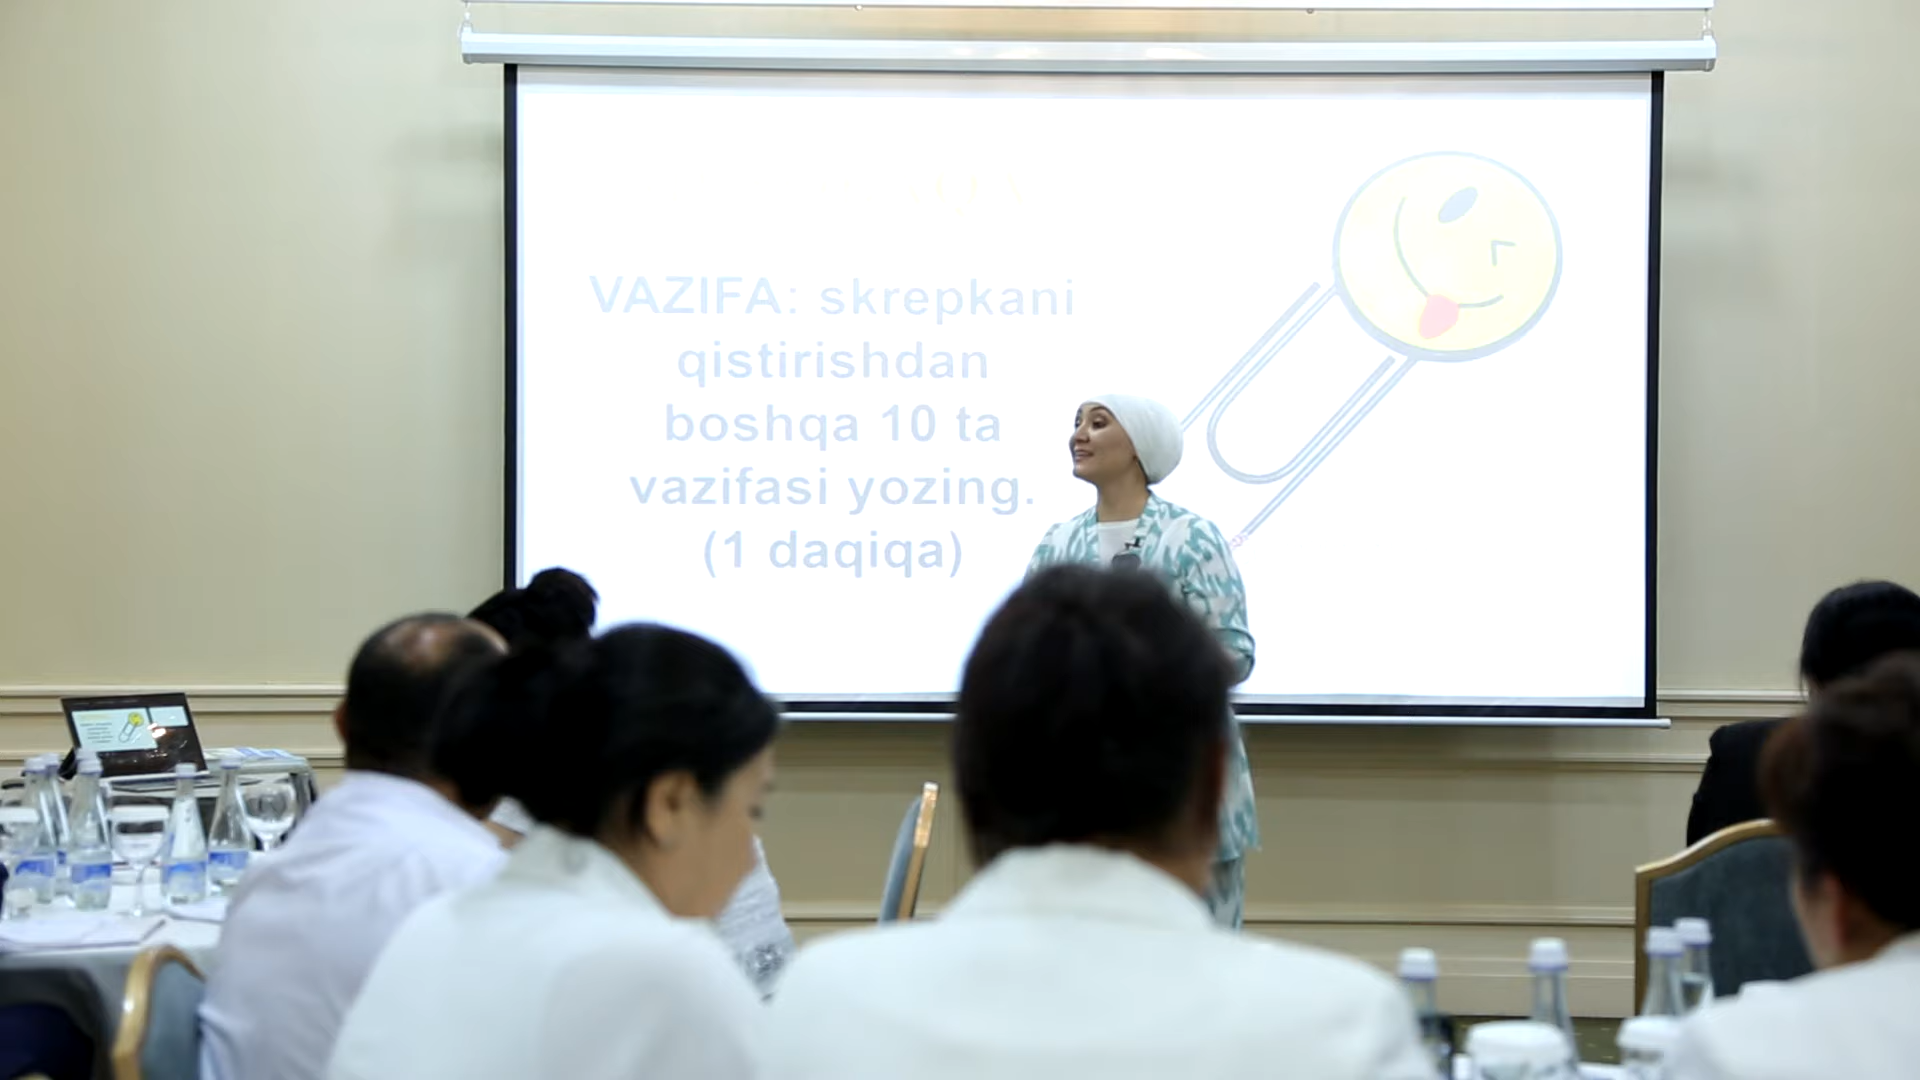 VAZIFA: skrepkani
qistirishdan
boshqa 10 ta
vazifasi yozing.
(1 daqiqa)